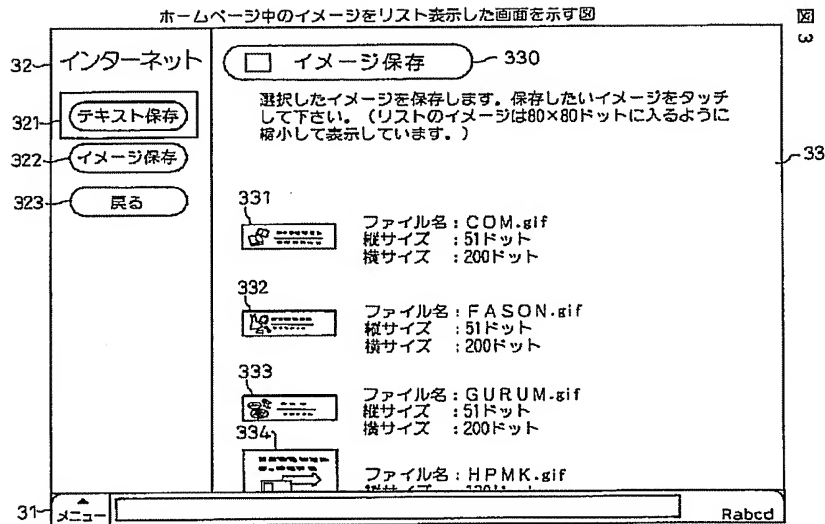 ホームページ中のイメージをリスト表示した画面を示す図
図3
32
インターネット
321
テキスト保存
322
イメージ保存
323
戻る
イメージ保存
330
選択したイメージを保存します。保存したいイメージをタッチ
して下さい。(リストのイメージは80×80ドットに入るように
縮小して表示しています。)
33
331
ファイル名:COM.gif
縦サイズ :51ドット
横サイズ :200ドット
332
ファイル名:FASON.gif
縦サイズ :51ドット
横サイズ :200ドット
333
ファイル名:GURUM.gif
縦サイズ :51ドット
横サイズ :200ドット
334
ファイル名:HPMK.gif
31
メニュー
Rabcd